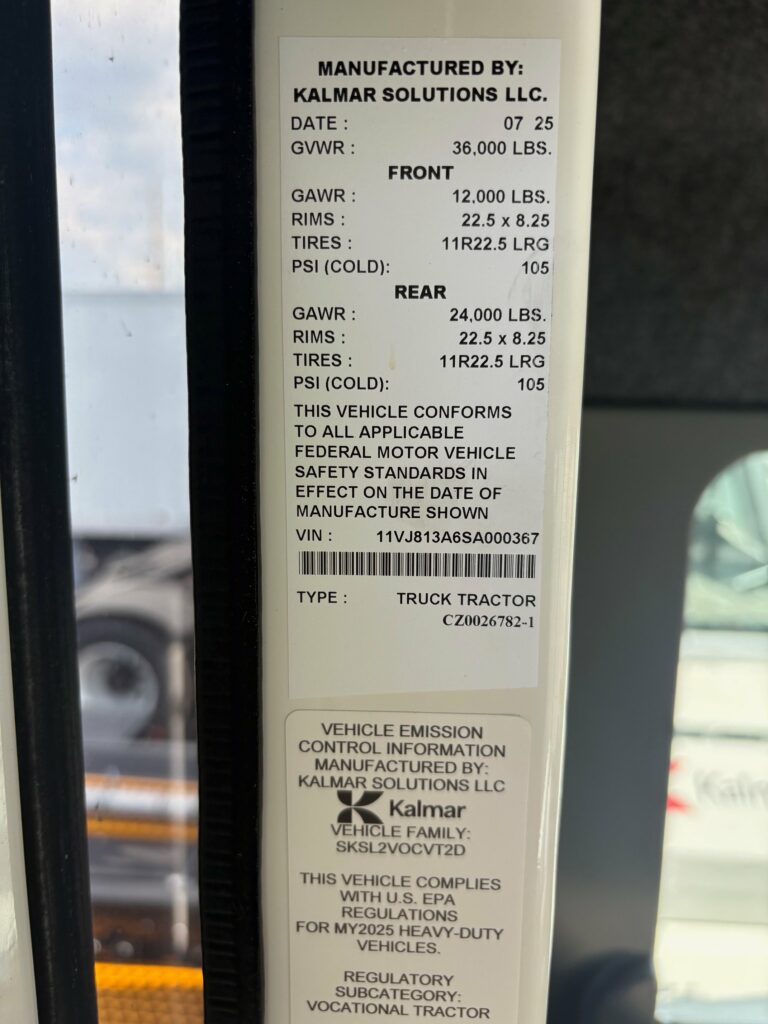 MANUFACTURED BY:
KALMAR SOLUTIONS LLC.
DATE : 07 25
GVWR : 36,000 LBS.
FRONT
GAWR : 12,000 LBS.
RIMS : 22.5 x 8.25
TIRES : 11R22.5 LRG
PSI (COLD): 105
REAR
GAWR : 24,000 LBS.
RIMS : 22.5 x 8.25
TIRES : 11R22.5 LRG
PSI (COLD): 105
THIS VEHICLE CONFORMS
TO ALL APPLICABLE
FEDERAL MOTOR VEHICLE
SAFETY STANDARDS IN
EFFECT ON THE DATE OF
MANUFACTURE SHOWN
VIN : 11VJ813A6SA000367
TYPE : TRUCK TRACTOR
CZ0026782-1
VEHICLE EMISSION
CONTROL INFORMATION
MANUFACTURED BY:
KALMAR SOLUTIONS LLC
Kalmar
VEHICLE FAMILY:
SKSL2VOCVT2D
THIS VEHICLE COMPLIES
WITH U.S. EPA
REGULATIONS
FOR MY2025 HEAVY-DUTY
VEHICLES.
REGULATORY
SUBCATEGORY:
VOCATIONAL TRACTOR